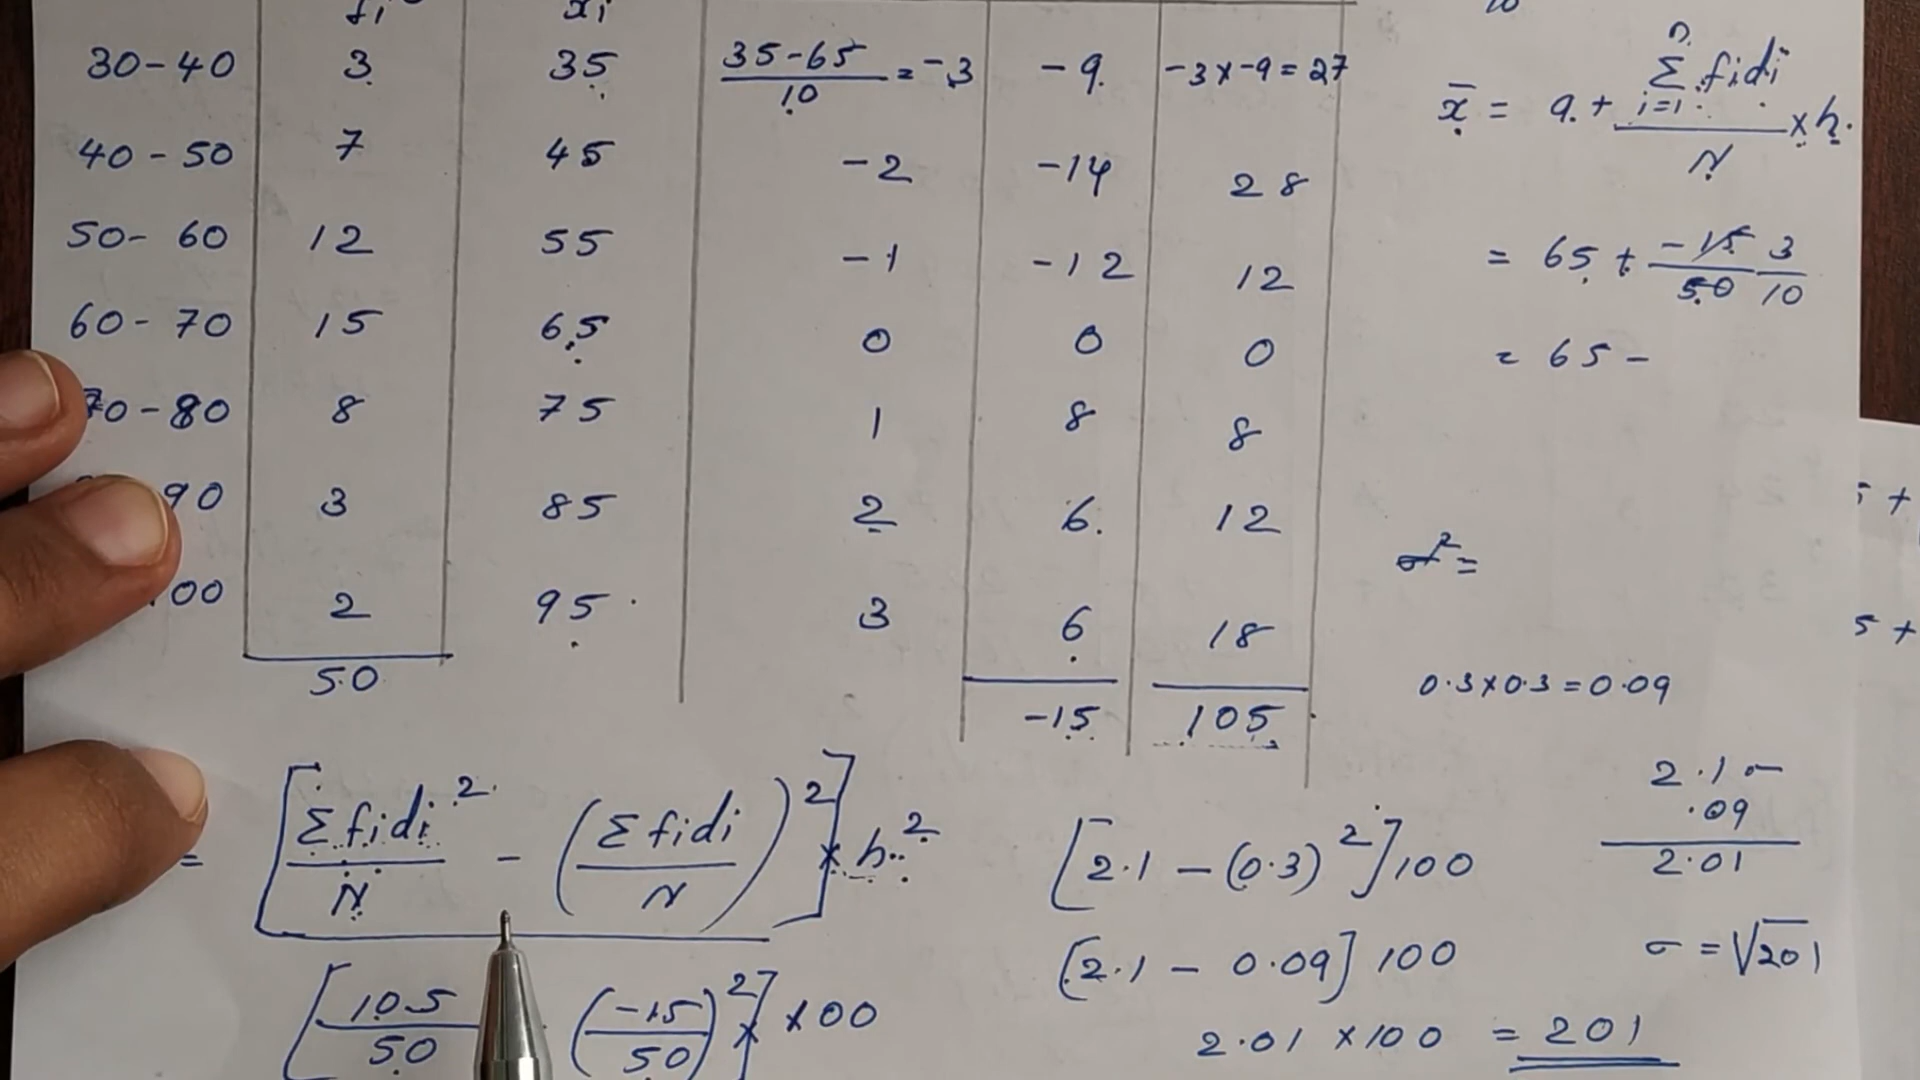 fi xi
30-40 3 35 35-65/10 = -3 -9 -3×-9=27
40-50 7 45 -2 -14 28
50-60 12 55 -1 -12 12
60-70 15 65 0 0 0
70-80 8 75 1 8 8
90 3 85 2 6 12
00 2 95 3 6 18
50 -15 105
= [Σfidi²/N - (Σfidi/N)²] × h²
[105/50 (-15/50)²] × 100
10
x̄ = a + Σfidi/N × h
n
i=1
= 65 + -15/50 3/10
= 65 -
σ² =
0.3×0.3=0.09
2.10-
.09
2.01
[2.1 - (0.3)²]100
[2.1 - 0.09]100
2.01 × 100 = 201
σ = √201
+
5 +